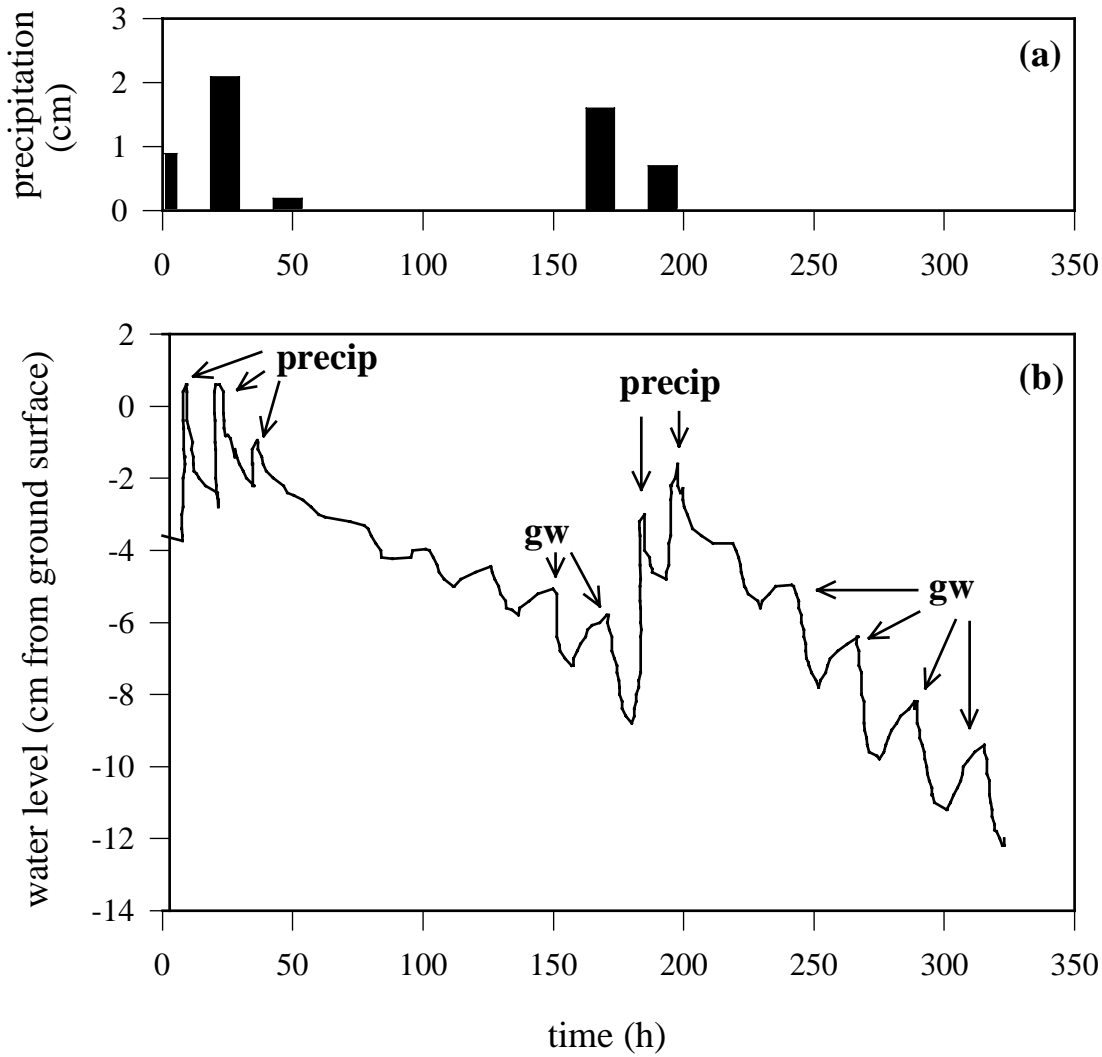 precipitation
(cm)
3
2
1
0
(a)
0 50 100 150 200 250 300 350
water level (cm from ground surface)
2
0
-2
-4
-6
-8
-10
-12
-14
precip
precip
(b)
gw
gw
0 50 100 150 200 250 300 350
time (h)